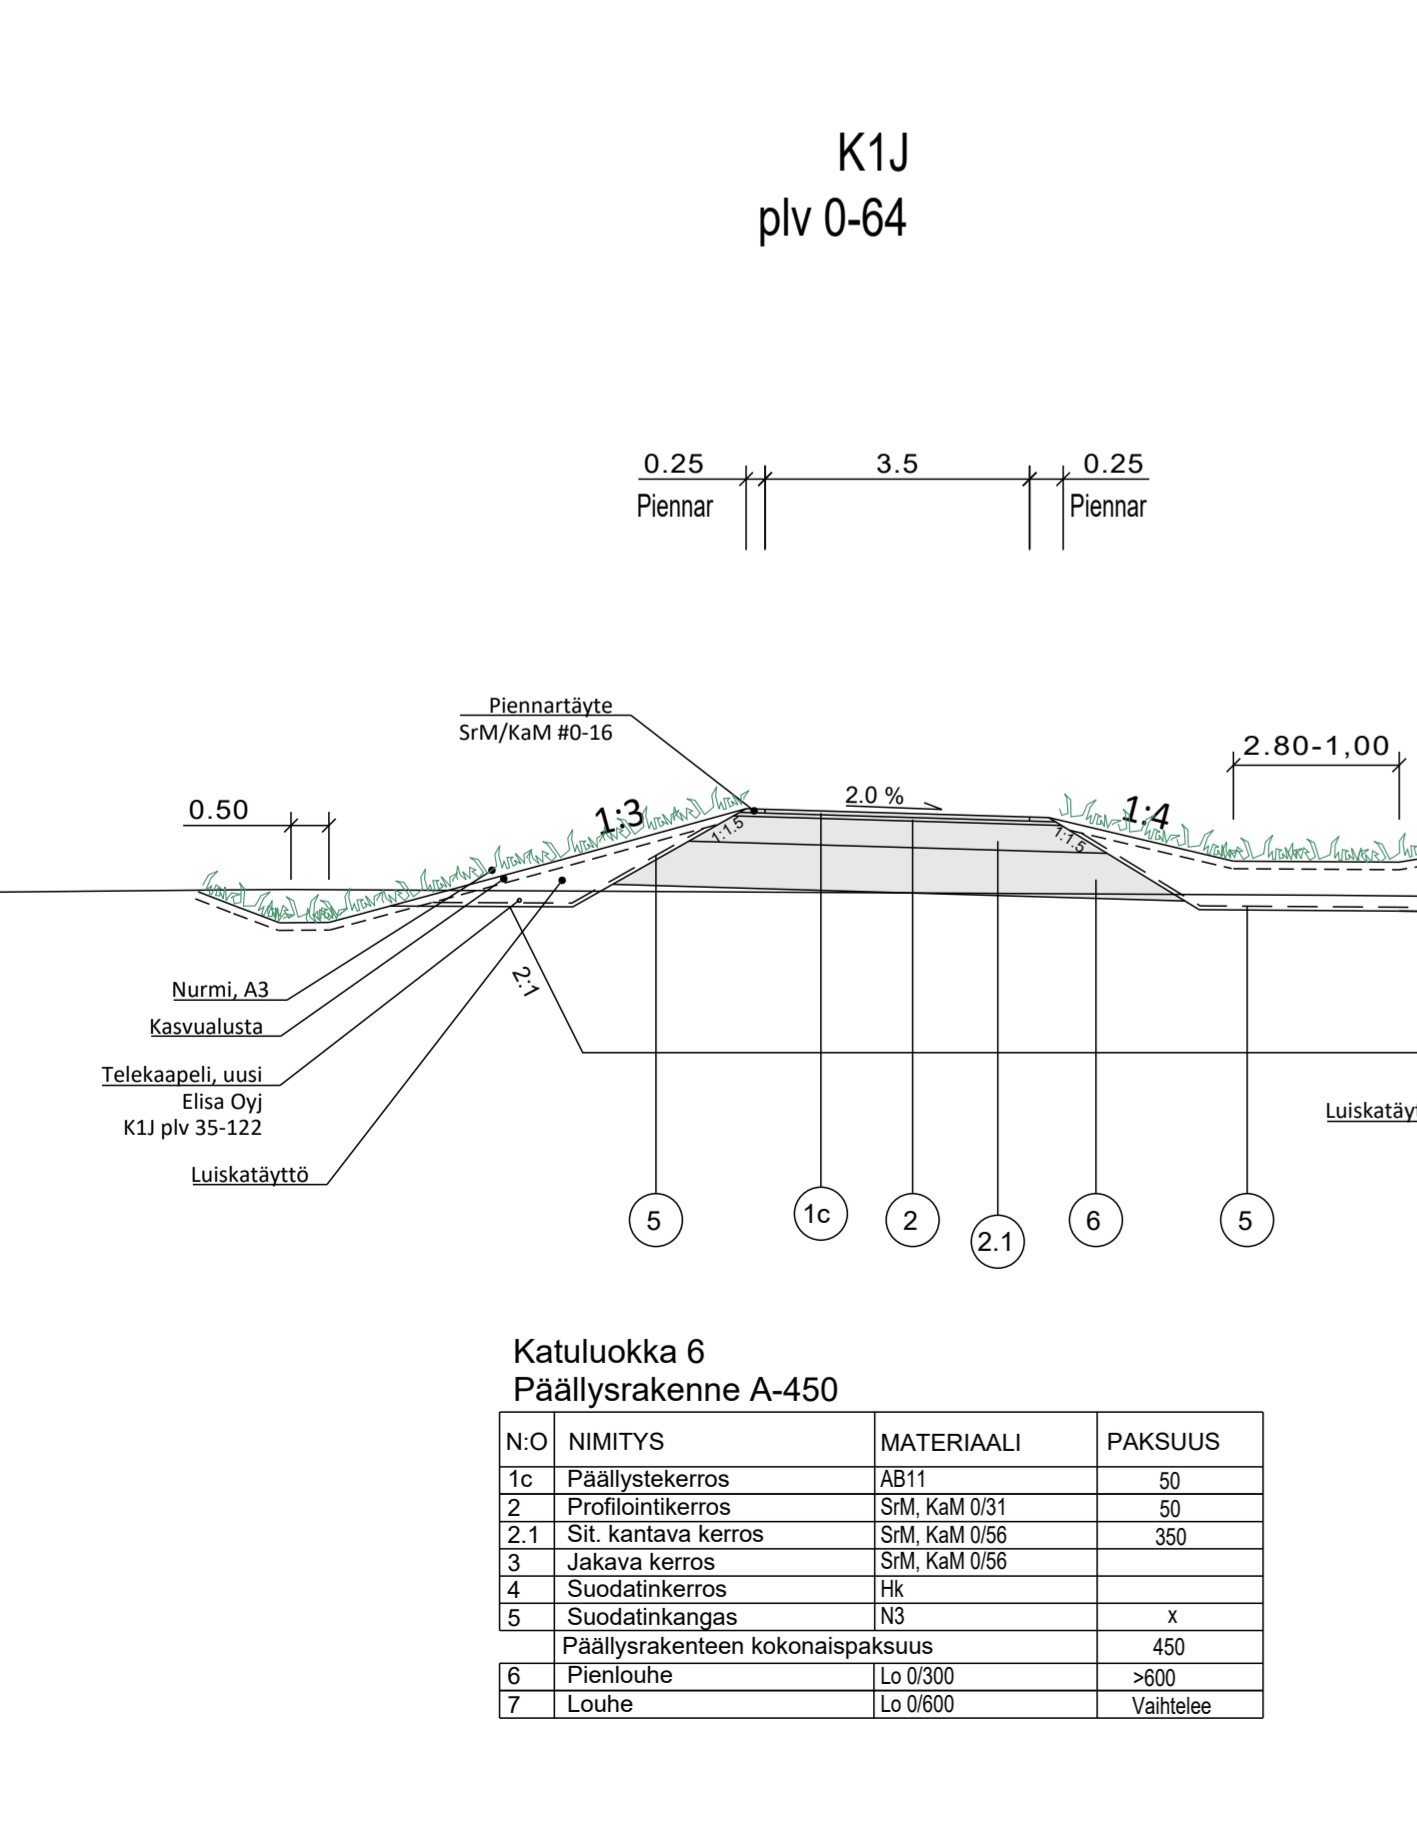 K1J
plv 0-64
0.25
3.5
0.25
Piennar
Piennar
Piennartäyte
SrM/KaM #0-16
2.80-1,00
0.50
1:3
2.0 %
1:4
1:1.5
1:1.5
2:1
Nurmi, A3
Kasvualusta
Telekaapeli, uusi
Elisa Oyj
K1J plv 35-122
Luiskatäyttö
Luiskatäyt
5
1c
2
2.1
6
5
Katuluokka 6
Päällysrakenne A-450
N:O NIMITYS MATERIAALI PAKSUUS
1c Päällystekerros AB11 50
2 Profilointikerros SrM, KaM 0/31 50
2.1 Sit. kantava kerros SrM, KaM 0/56 350
3 Jakava kerros SrM, KaM 0/56
4 Suodatinkerros Hk
5 Suodatinkangas N3 x
Päällysrakenteen kokonaispaksuus 450
6 Pienlouhe Lo 0/300 >600
7 Louhe Lo 0/600 Vaihtelee